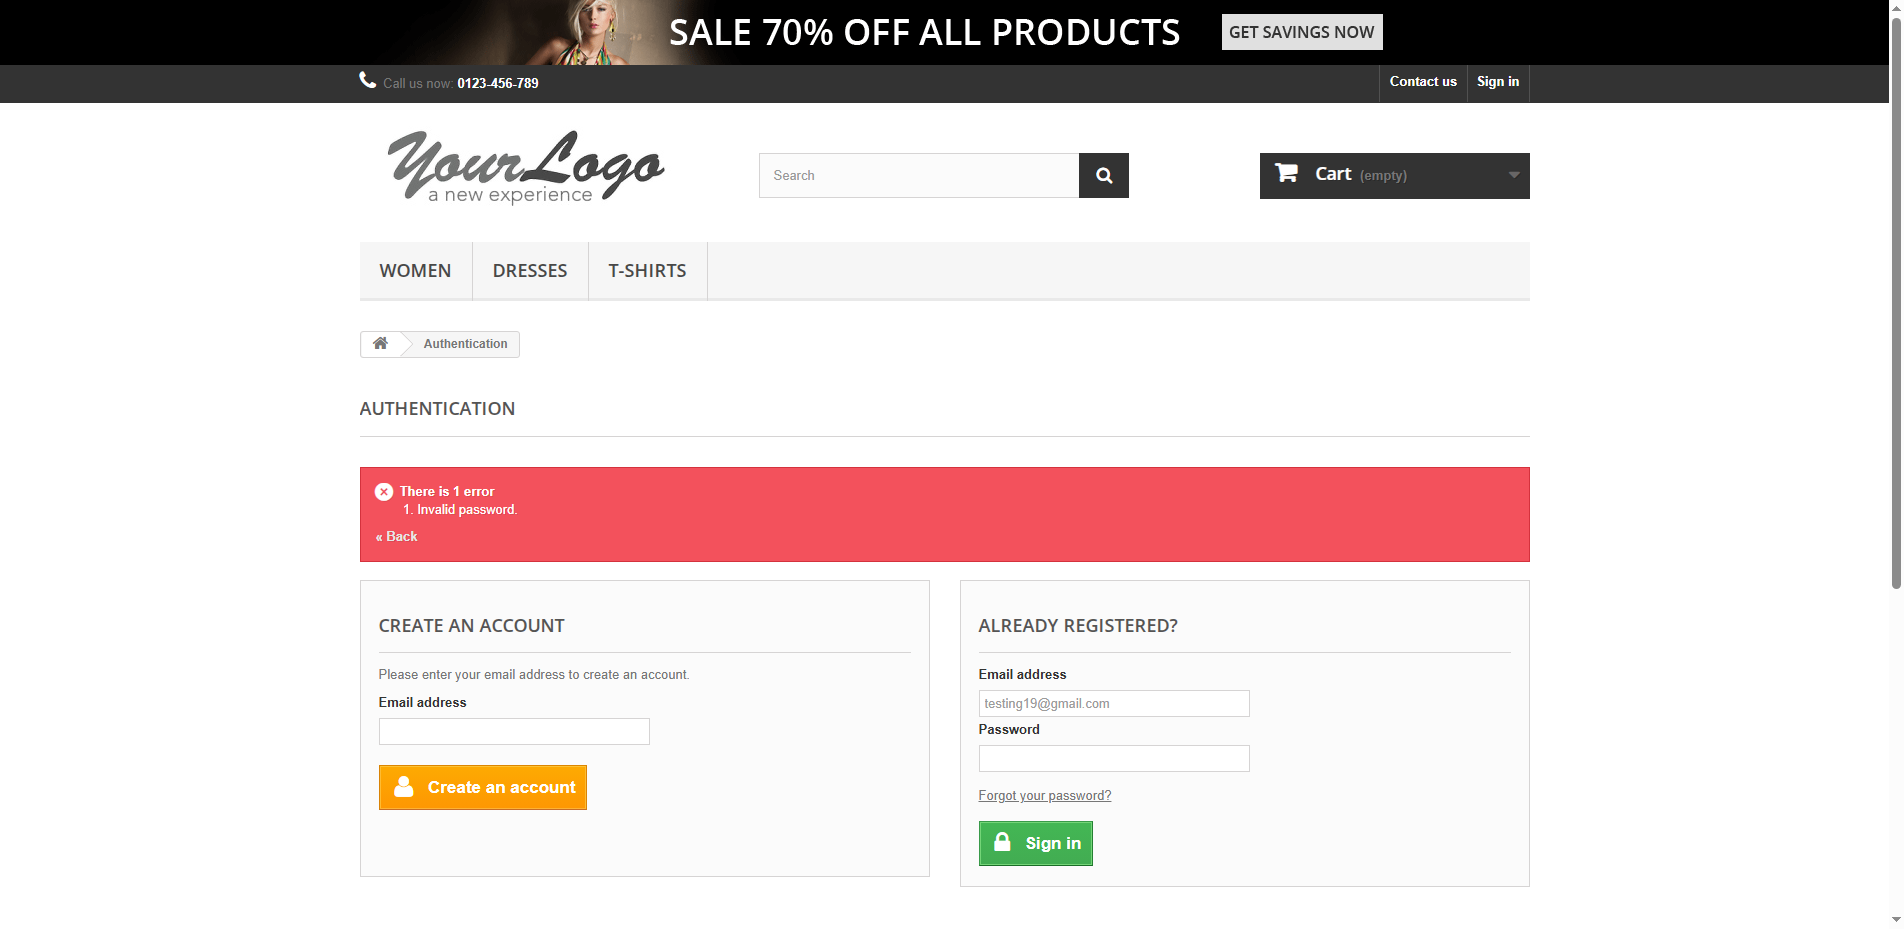 SALE 70% OFF ALL PRODUCTS GET SAVINGS NOW
Call us now: 0123-456-789 Contact us Sign in
YourLogo
a new experience
Search
Cart (empty)
WOMEN DRESSES T-SHIRTS
Authentication
AUTHENTICATION
There is 1 error
1. Invalid password.
« Back
CREATE AN ACCOUNT
Please enter your email address to create an account.
Email address
Create an account
ALREADY REGISTERED?
Email address
testing19@gmail.com
Password
Forgot your password?
Sign in